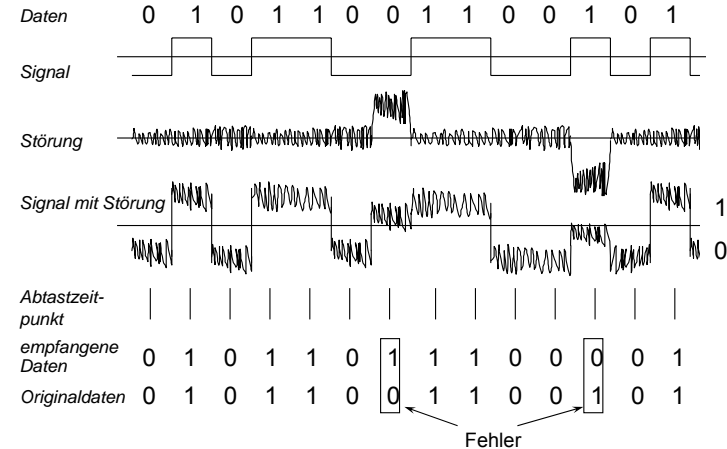 Daten 0 1 0 1 1 0 0 1 1 0 0 1 0 1
Signal
Störung
Signal mit Störung 1
0
Abtastzeit-
punkt
empfangene
Daten 0 1 0 1 1 0 1 1 1 0 0 0 0 1
Originaldaten 0 1 0 1 1 0 0 1 1 0 0 1 0 1
Fehler